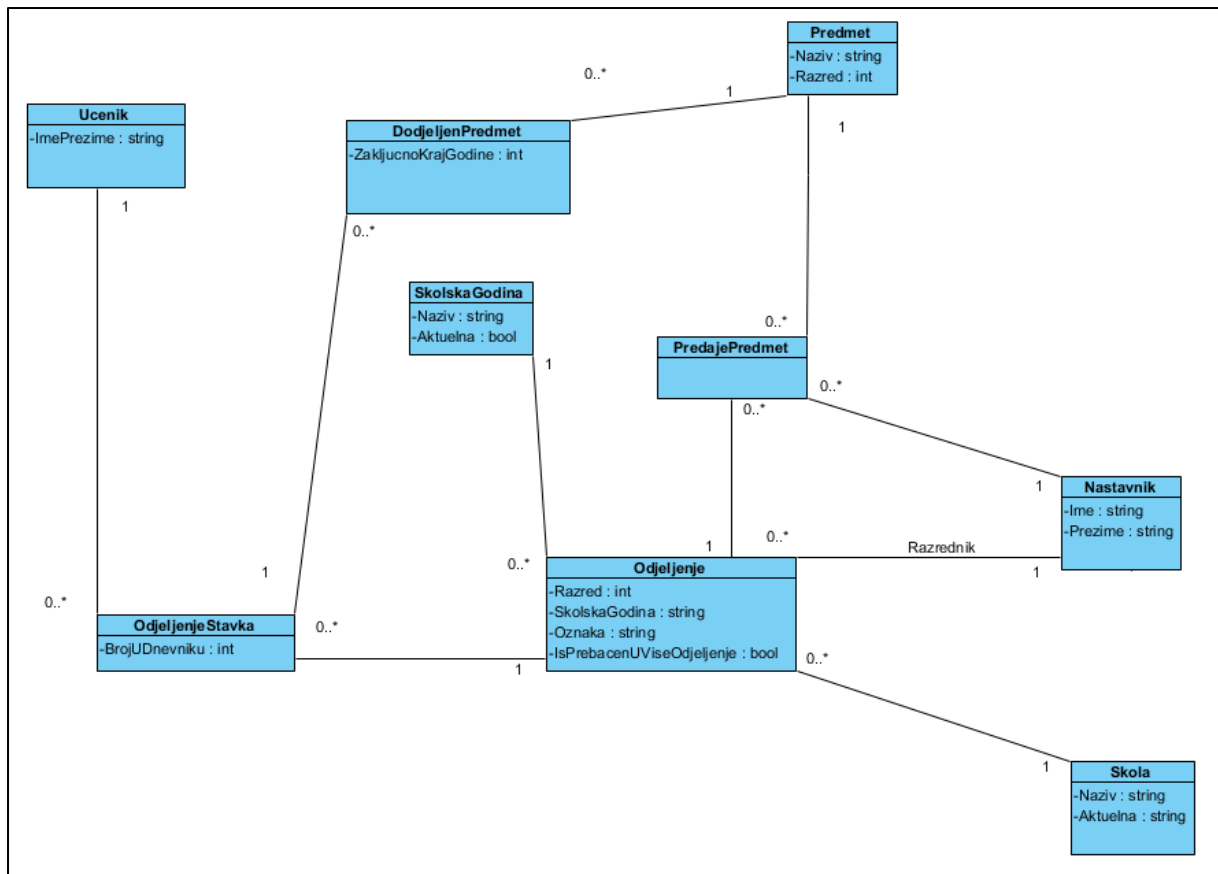 Predmet
-Naziv : string
-Razred : int
0..*
1
Ucenik
-ImePrezime : string
DodjeljenPredmet
-ZakljucnoKrajGodine : int
1
1
0..*
SkolskaGodina
-Naziv : string
-Aktuelna : bool
0..*
PredajePredmet
1
0..*
0..*
Nastavnik
-Ime : string
-Prezime : string
1
0..*
1
Razrednik
1
0..*
1
Odjeljenje
-Razred : int
-SkolskaGodina : string
-Oznaka : string
-IsPrebacenUViseOdjeljenje : bool
0..*
OdjeljenjeStavka
-BrojUDnevniku : int
0..*
1
0..*
1
Skola
-Naziv : string
-Aktuelna : string